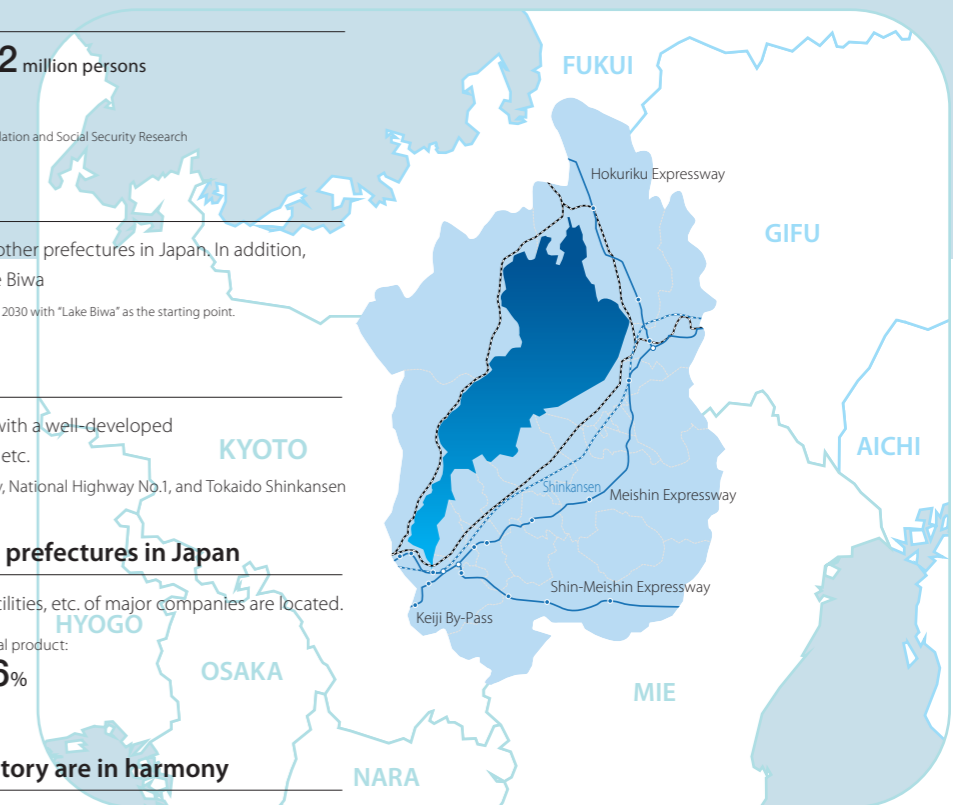 2 million persons
lation and Social Security Research
other prefectures in Japan. In addition,
e Biwa
2030 with "Lake Biwa" as the starting point.
with a well-developed
etc.
y, National Highway No.1, and Tokaido Shinkansen
prefectures in Japan
cilities, etc. of major companies are located.
al product:
6%
tory are in harmony
FUKUI
Hokuriku Expressway
GIFU
KYOTO
AICHI
Shinkansen
Meishin Expressway
Shin-Meishin Expressway
Keiji By-Pass
HYOGO
OSAKA
MIE
NARA